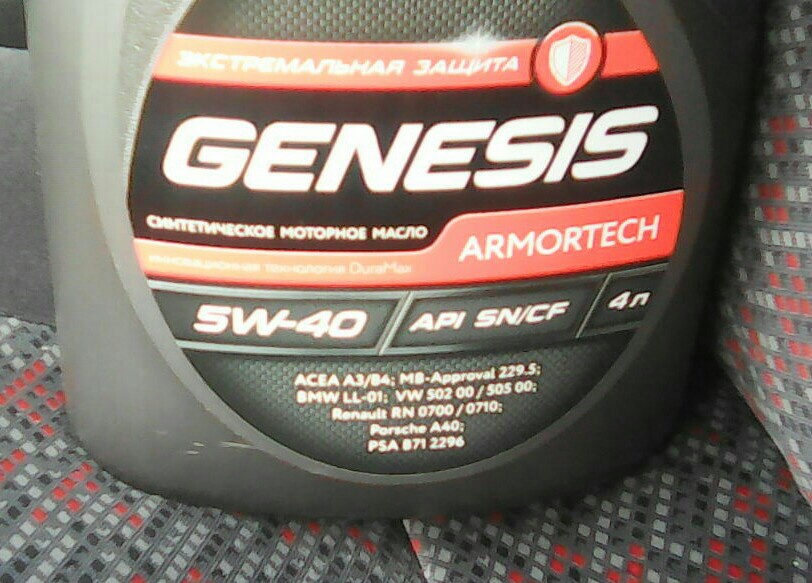 ЭКСТРЕМАЛЬНАЯ ЗАЩИТА
GENESIS
СИНТЕТИЧЕСКОЕ МОТОРНОЕ МАСЛО
ARMORTECH
ИННОВАЦИОННАЯ ТЕХНОЛОГИЯ DuraMax
5W-40
API SN/CF
4л
ACEA A3/B4; MB-Approval 229.5;
BMW LL-01; VW 502 00 / 505 00;
Renault RN 0700 / 0710;
Porsche A40;
PSA B71 2296